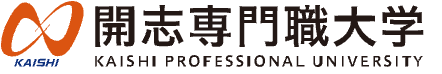 開志専門職大学
KAISHI
KAISHI PROFESSIONAL UNIVERSITY